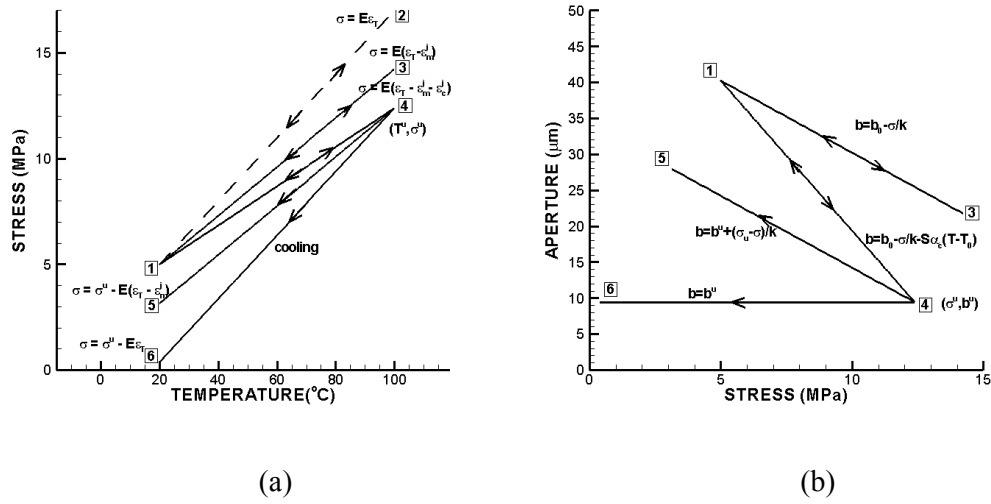 σ = Eε_T
2
σ = E(ε_T-ε_m^j)
3
σ = E(ε_T - ε_m^j - ε_c^j)
4
(T^u, σ^u)
1
σ = σ^u - E(ε_T - ε_m^j)
5
σ = σ^u - Eε_T
6
cooling
STRESS (MPa)
0
5
10
15
0 20 40 60 80 100
TEMPERATURE(°C)
(a)
50
45
40
35
30
25
20
15
10
5
0
APERTURE (μm)
1
b=b_0-σ/k
5
3
b=b^u+(σ_u-σ)/k
b=b_0-σ/k-Sα_c(T-T_0)
6
b=b^u
4
(σ^u,b^u)
0 5 10 15
STRESS (MPa)
(b)